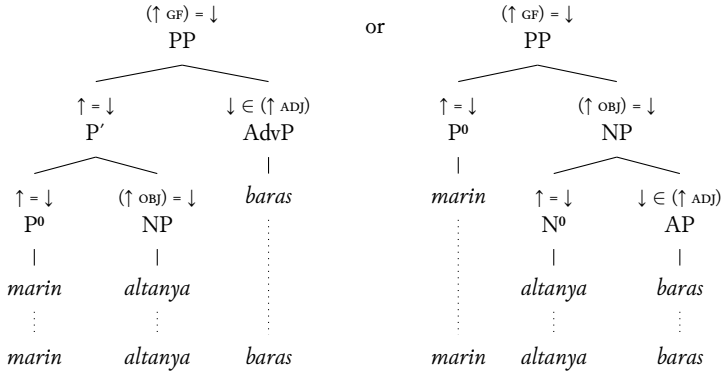 (↑ GF) = ↓ or (↑ GF) = ↓
PP PP
↑ = ↓ ↓ ∈ (↑ ADJ) ↑ = ↓ (↑ OBJ) = ↓
P′ AdvP P⁰ NP
↑ = ↓ (↑ OBJ) = ↓ baras marin ↑ = ↓ ↓ ∈ (↑ ADJ)
P⁰ NP N⁰ AP
marin altanya altanya baras
marin altanya baras marin altanya baras